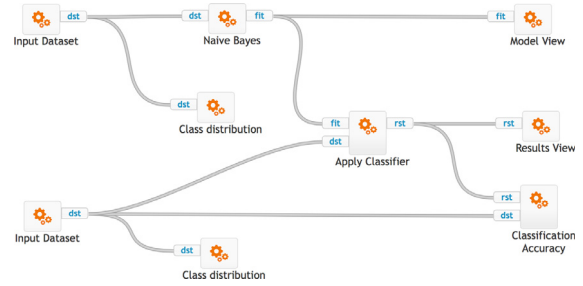 dst
dst
fit
fit
Input Dataset
Naive Bayes
Model View
dst
Class distribution
fit
rst
rst
dst
Apply Classifier
Results View
rst
dst
dst
Input Dataset
Classification
Accuracy
dst
Class distribution